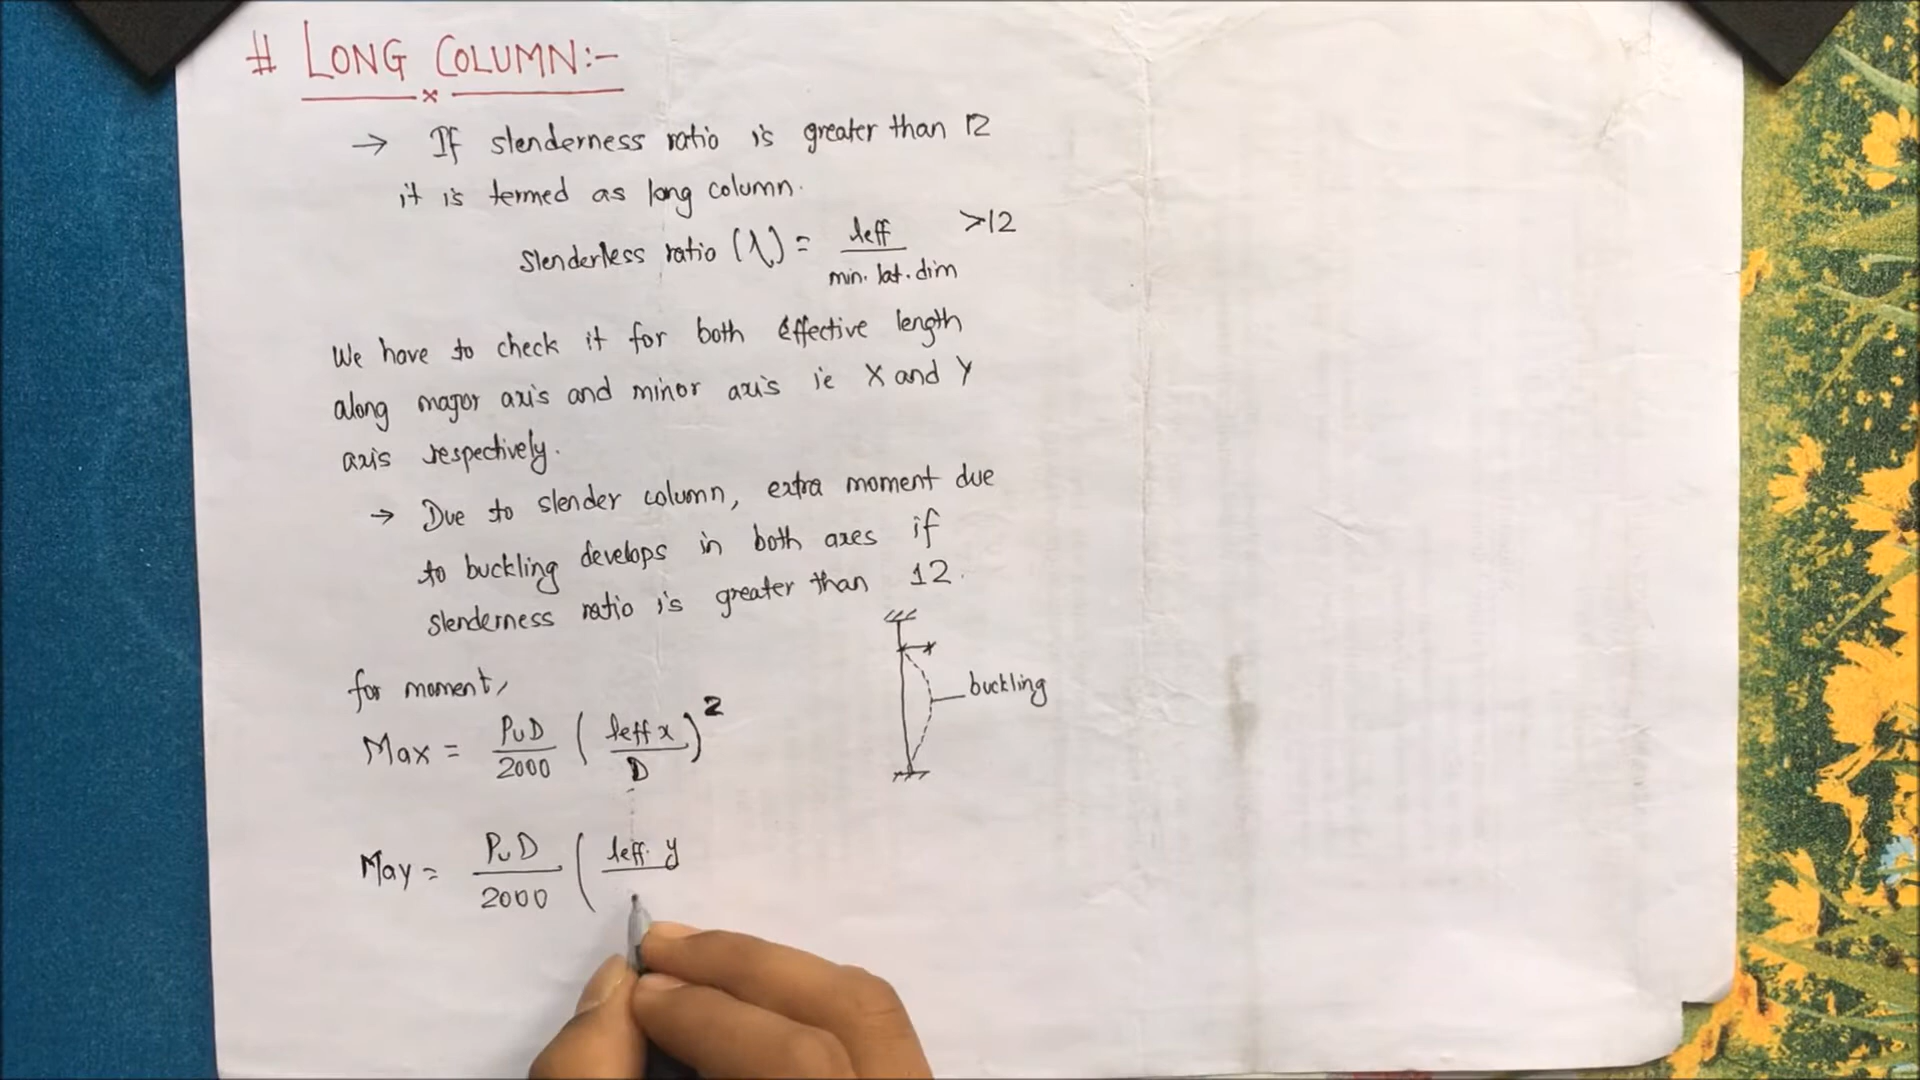 # LONG COLUMN:-
→ If slenderness ratio is greater than 12
it is termed as long column.
Slenderless ratio (λ) = leff / min. lat. dim >12
We have to check it for both effective length
along major axis and minor axis ie X and Y
axis respectively.
→ Due to slender column, extra moment due
to buckling develops in both axes if
slenderness ratio is greater than 12.
for moment,
buckling
Max = PuD / 2000 ( leff x / D )²
May = PuD / 2000 ( leff. y